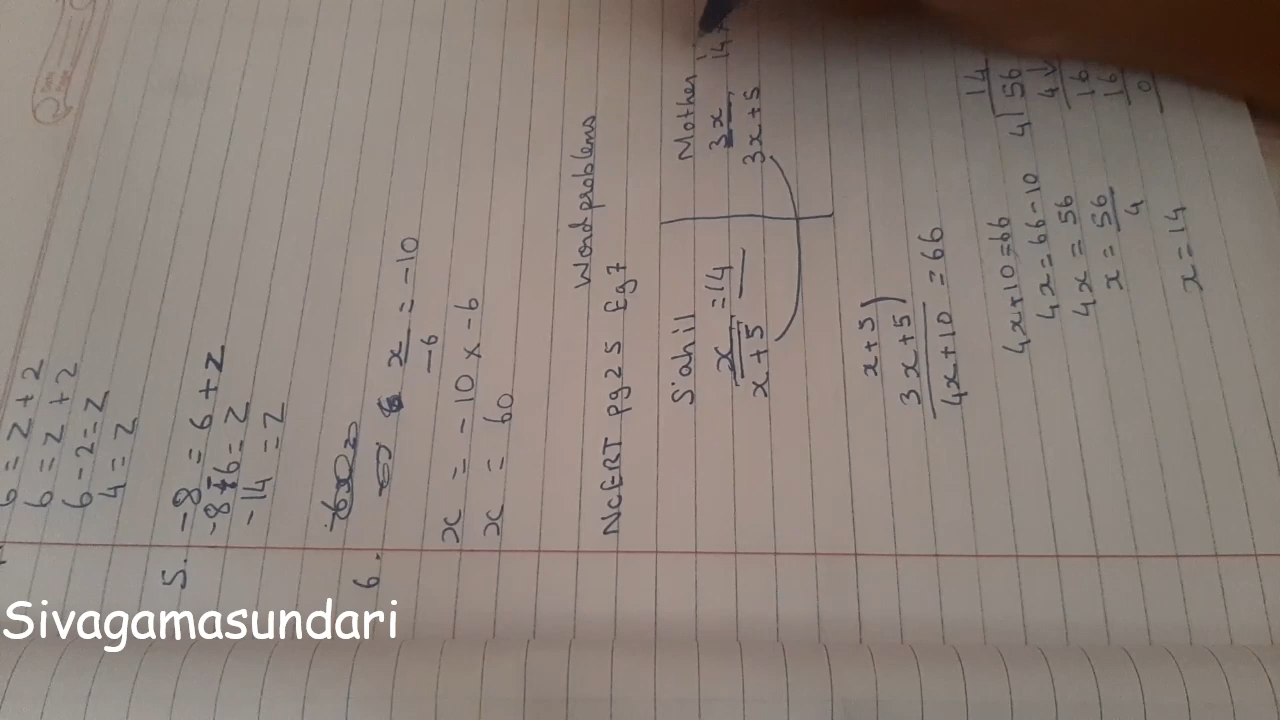 6 = z + 2
6 = z + 2
6 - 2 = z
4 = z
5. -8 = 6 + z
-8 - 6 = z
-14 = z
6. x/-6 = -10
x = -10 x -6
x = 60
Word problems
NCERT pg 25 Eg 7
Sahil Mother
x = 14 3x, 14
x + 5 3x + 5
x + 5
3x + 5
4x + 10 = 66
4x + 10 = 66
4x = 66 - 10
4x = 56
x = 56/4
x = 14
14
4 56
4
16
16
0
Sivagamasundari